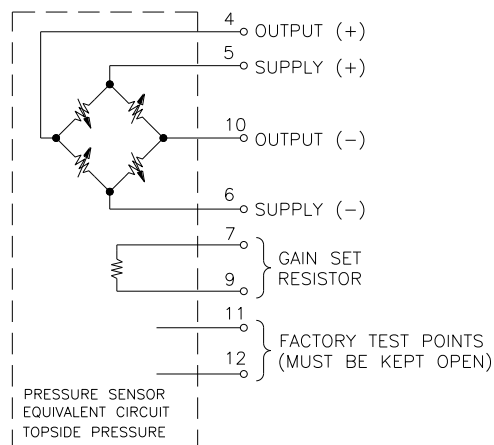 4 OUTPUT (+)
5 SUPPLY (+)
10 OUTPUT (−)
6 SUPPLY (−)
7
9
GAIN SET
RESISTOR
11
12
FACTORY TEST POINTS
(MUST BE KEPT OPEN)
PRESSURE SENSOR
EQUIVALENT CIRCUIT
TOPSIDE PRESSURE